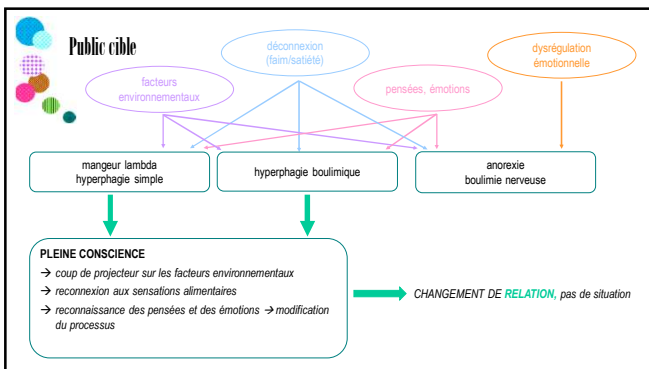 Public cible
déconnexion
(faim/satiété)
dysrégulation
émotionnelle
facteurs
environnementaux
pensées, émotions
mangeur lambda
hyperphagie simple
hyperphagie boulimique
anorexie
boulimie nerveuse
PLEINE CONSCIENCE
→ coup de projecteur sur les facteurs environnementaux
→ reconnexion aux sensations alimentaires
→ reconnaissance des pensées et des émotions → modification
du processus
CHANGEMENT DE RELATION, pas de situation